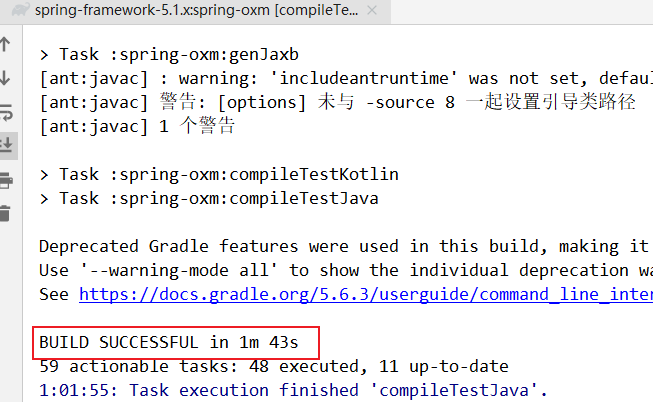 spring-framework-5.1.x:spring-oxm [compileTe...
> Task :spring-oxm:genJaxb
[ant:javac] : warning: 'includeantruntime' was not set, defau
[ant:javac] 警告: [options] 未与 -source 8 一起设置引导类路径
[ant:javac] 1 个警告
> Task :spring-oxm:compileTestKotlin
> Task :spring-oxm:compileTestJava
Deprecated Gradle features were used in this build, making it
Use '--warning-mode all' to show the individual deprecation wa
See https://docs.gradle.org/5.6.3/userguide/command_line_inter
BUILD SUCCESSFUL in 1m 43s
59 actionable tasks: 48 executed, 11 up-to-date
1:01:55: Task execution finished 'compileTestJava'.